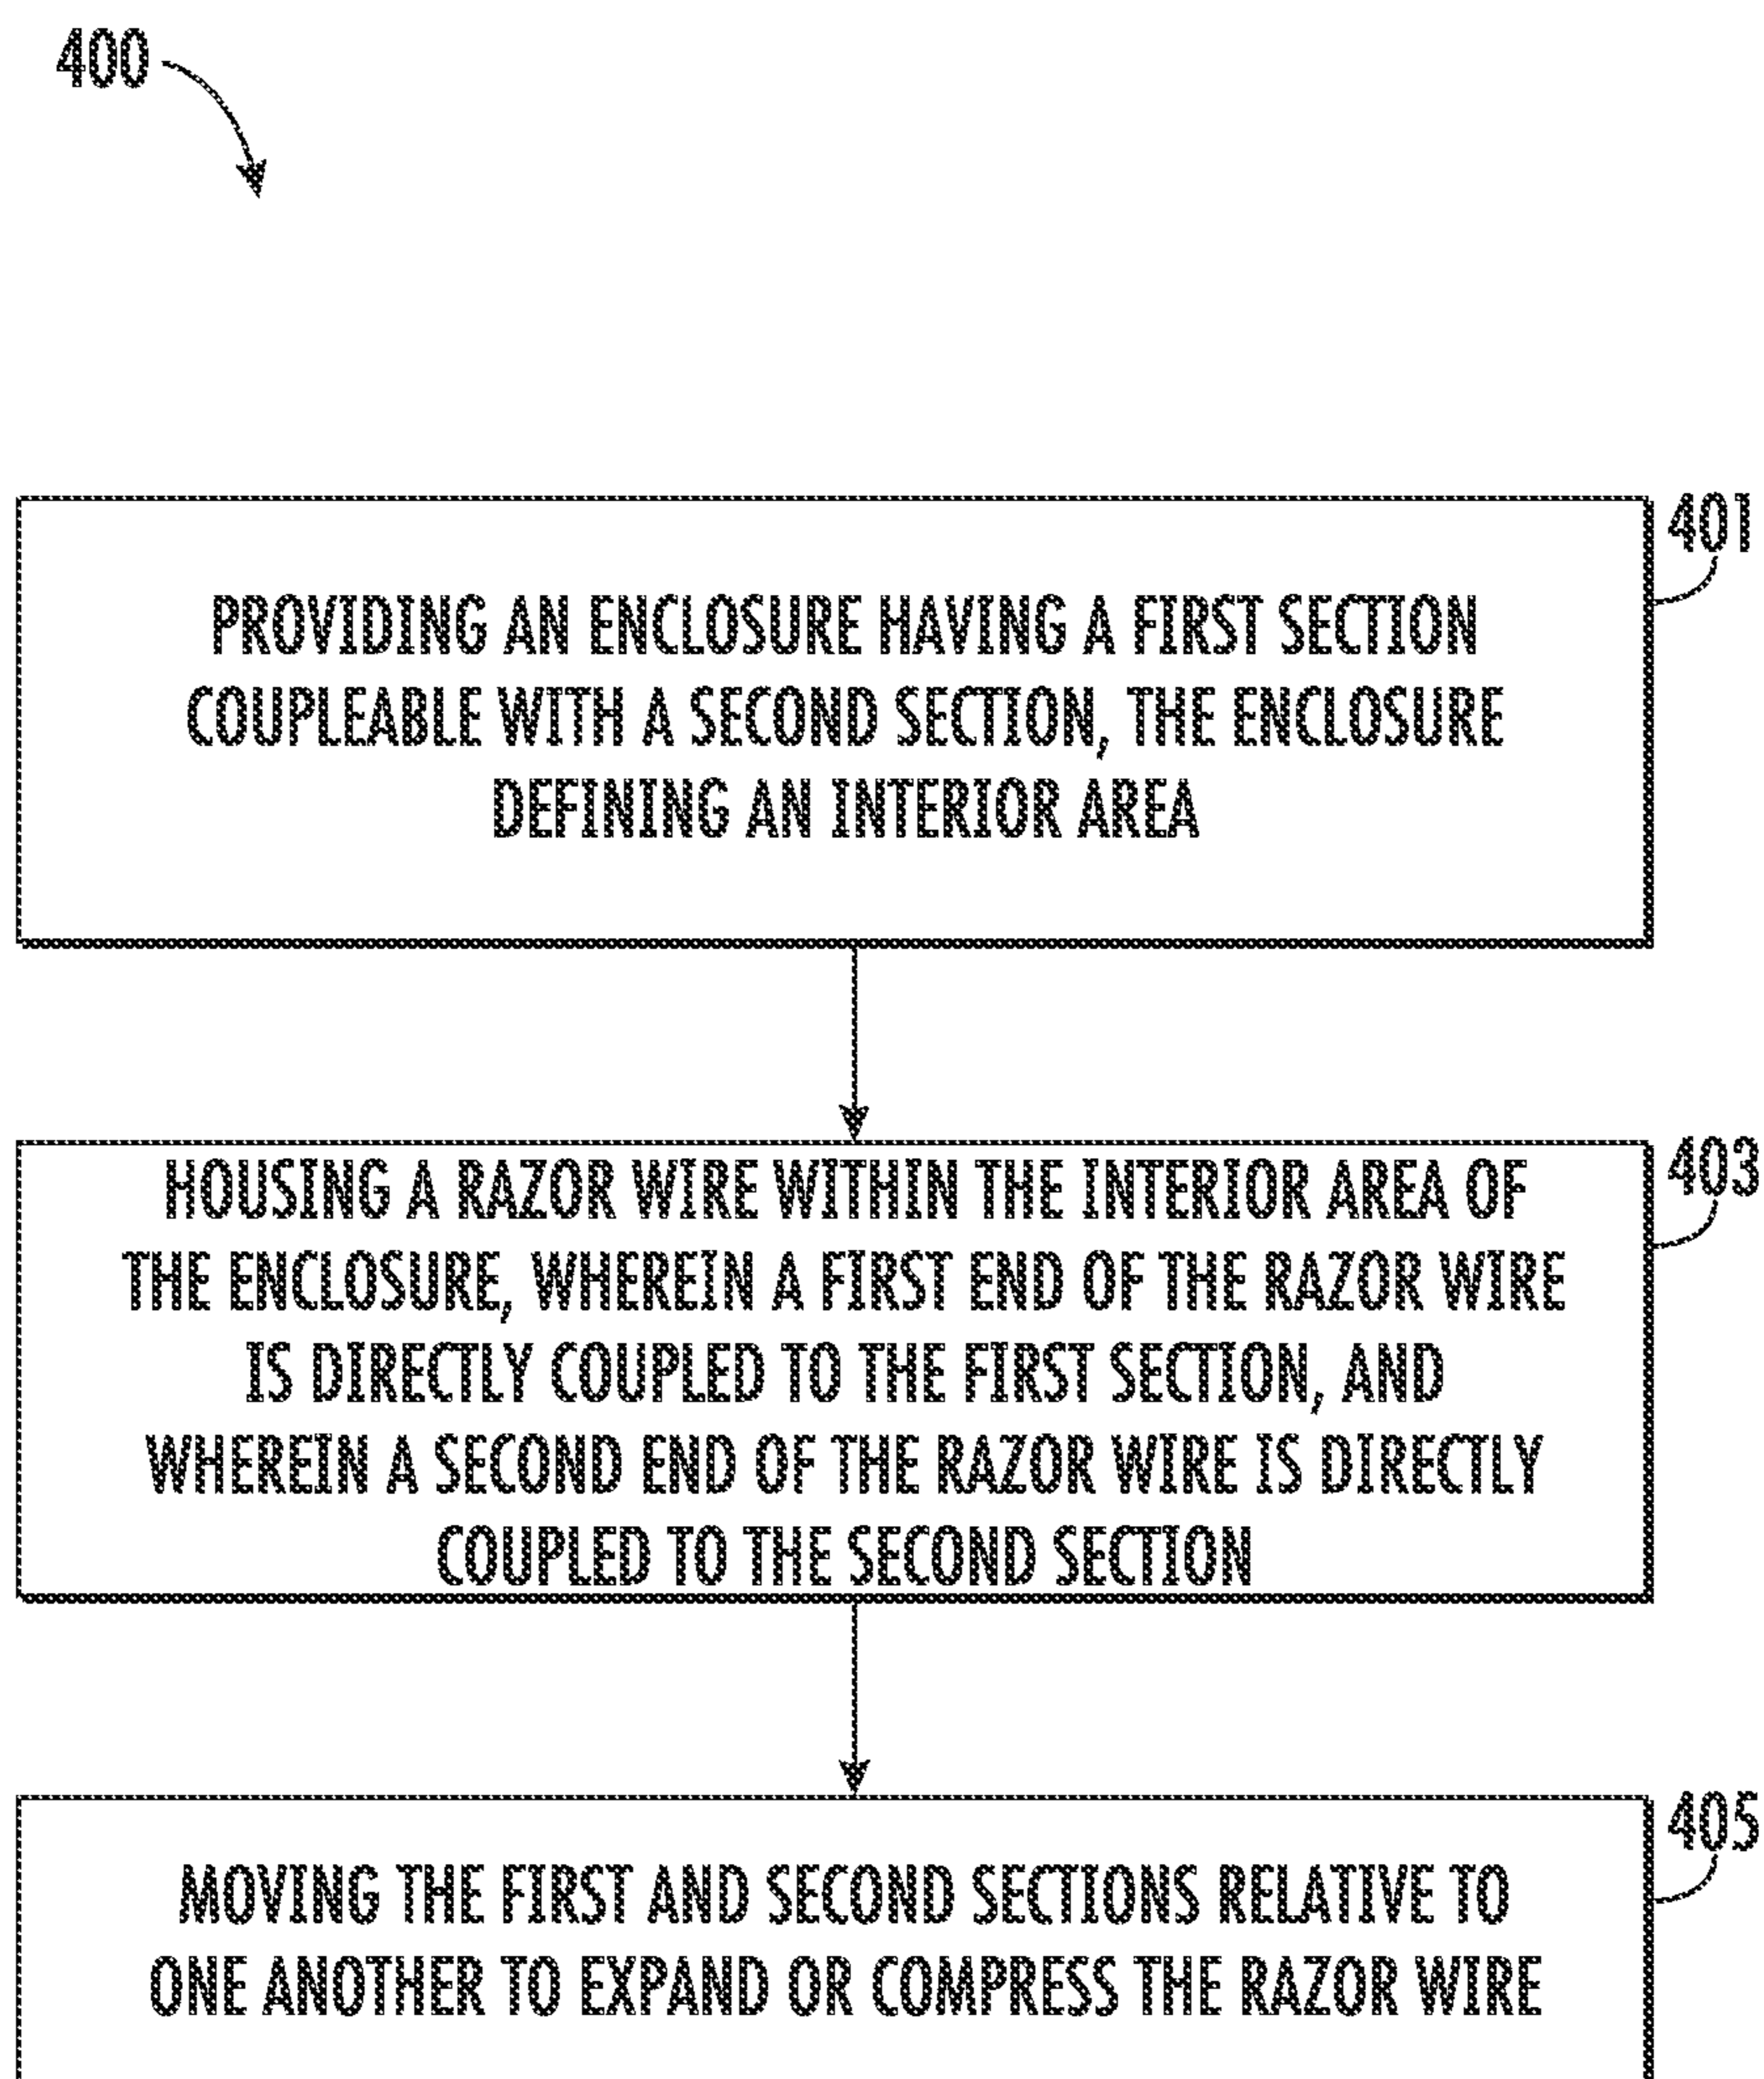 400
401
PROVIDING AN ENCLOSURE HAVING A FIRST SECTION
COUPLEABLE WITH A SECOND SECTION, THE ENCLOSURE
DEFINING AN INTERIOR AREA
403
HOUSING A RAZOR WIRE WITHIN THE INTERIOR AREA OF
THE ENCLOSURE, WHEREIN A FIRST END OF THE RAZOR WIRE
IS DIRECTLY COUPLED TO THE FIRST SECTION, AND
WHEREIN A SECOND END OF THE RAZOR WIRE IS DIRECTLY
COUPLED TO THE SECOND SECTION
405
MOVING THE FIRST AND SECOND SECTIONS RELATIVE TO
ONE ANOTHER TO EXPAND OR COMPRESS THE RAZOR WIRE